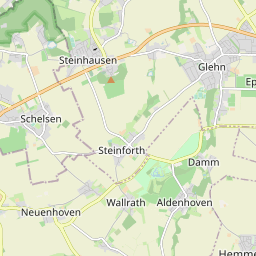 Steinhausen
Glehn
Ep
Schelsen
Steinforth
Damm
Wallrath
Aldenhoven
Neuenhoven
Hemme